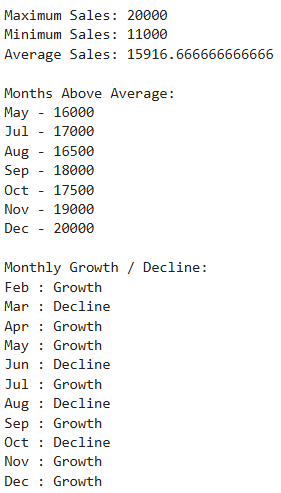 Maximum Sales: 20000
Minimum Sales: 11000
Average Sales: 15916.666666666666
Months Above Average:
May - 16000
Jul - 17000
Aug - 16500
Sep - 18000
Oct - 17500
Nov - 19000
Dec - 20000
Monthly Growth / Decline:
Feb : Growth
Mar : Decline
Apr : Growth
May : Growth
Jun : Decline
Jul : Growth
Aug : Decline
Sep : Growth
Oct : Decline
Nov : Growth
Dec : Growth